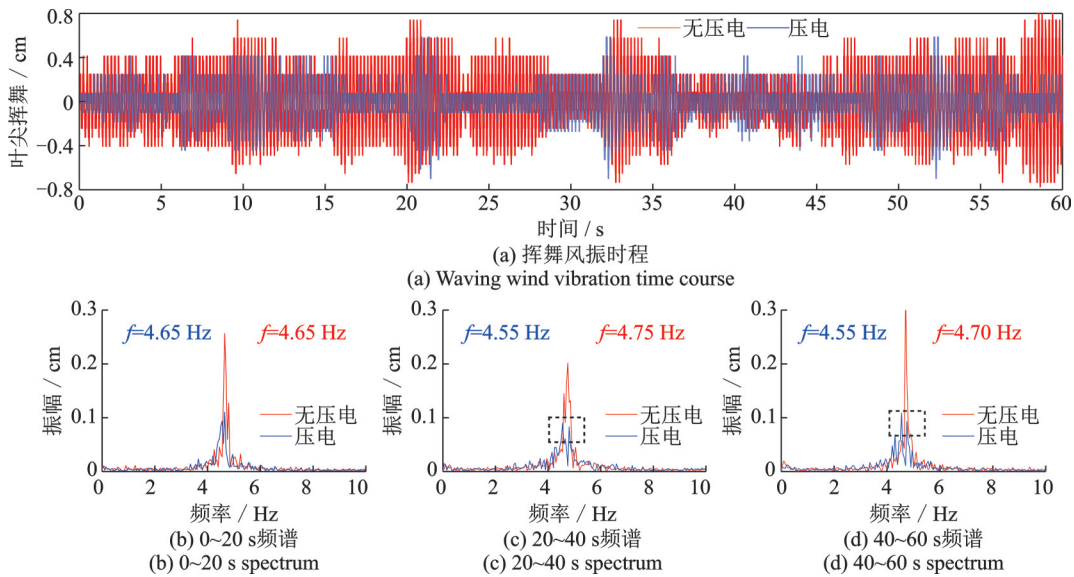 0.8
0.4
0
−0.4
−0.8
叶尖挥舞 / cm
无压电 压电
0 5 10 15 20 25 30 35 40 45 50 55 60
时间 / s
(a) 挥舞风振时程
(a) Waving wind vibration time course
0.3
0.2
0.1
0
振幅 / cm
f=4.65 Hz f=4.65 Hz
无压电
压电
0 2 4 6 8 10
频率 / Hz
(b) 0~20 s频谱
(b) 0~20 s spectrum
0.3
0.2
0.1
0
振幅 / cm
f=4.55 Hz f=4.75 Hz
无压电
压电
0 2 4 6 8 10
频率 / Hz
(c) 20~40 s频谱
(c) 20~40 s spectrum
0.3
0.2
0.1
0
振幅 / cm
f=4.55 Hz f=4.70 Hz
无压电
压电
0 2 4 6 8 10
频率 / Hz
(d) 40~60 s频谱
(d) 40~60 s spectrum